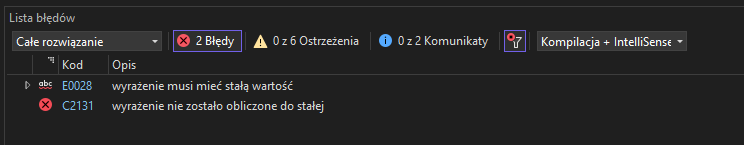 Lista błędów
Całe rozwiązanie 2 Błędy 0 z 6 Ostrzeżenia 0 z 2 Komunikaty Kompilacja + IntelliSense
Kod Opis
abc E0028 wyrażenie musi mieć stałą wartość
C2131 wyrażenie nie zostało obliczone do stałej